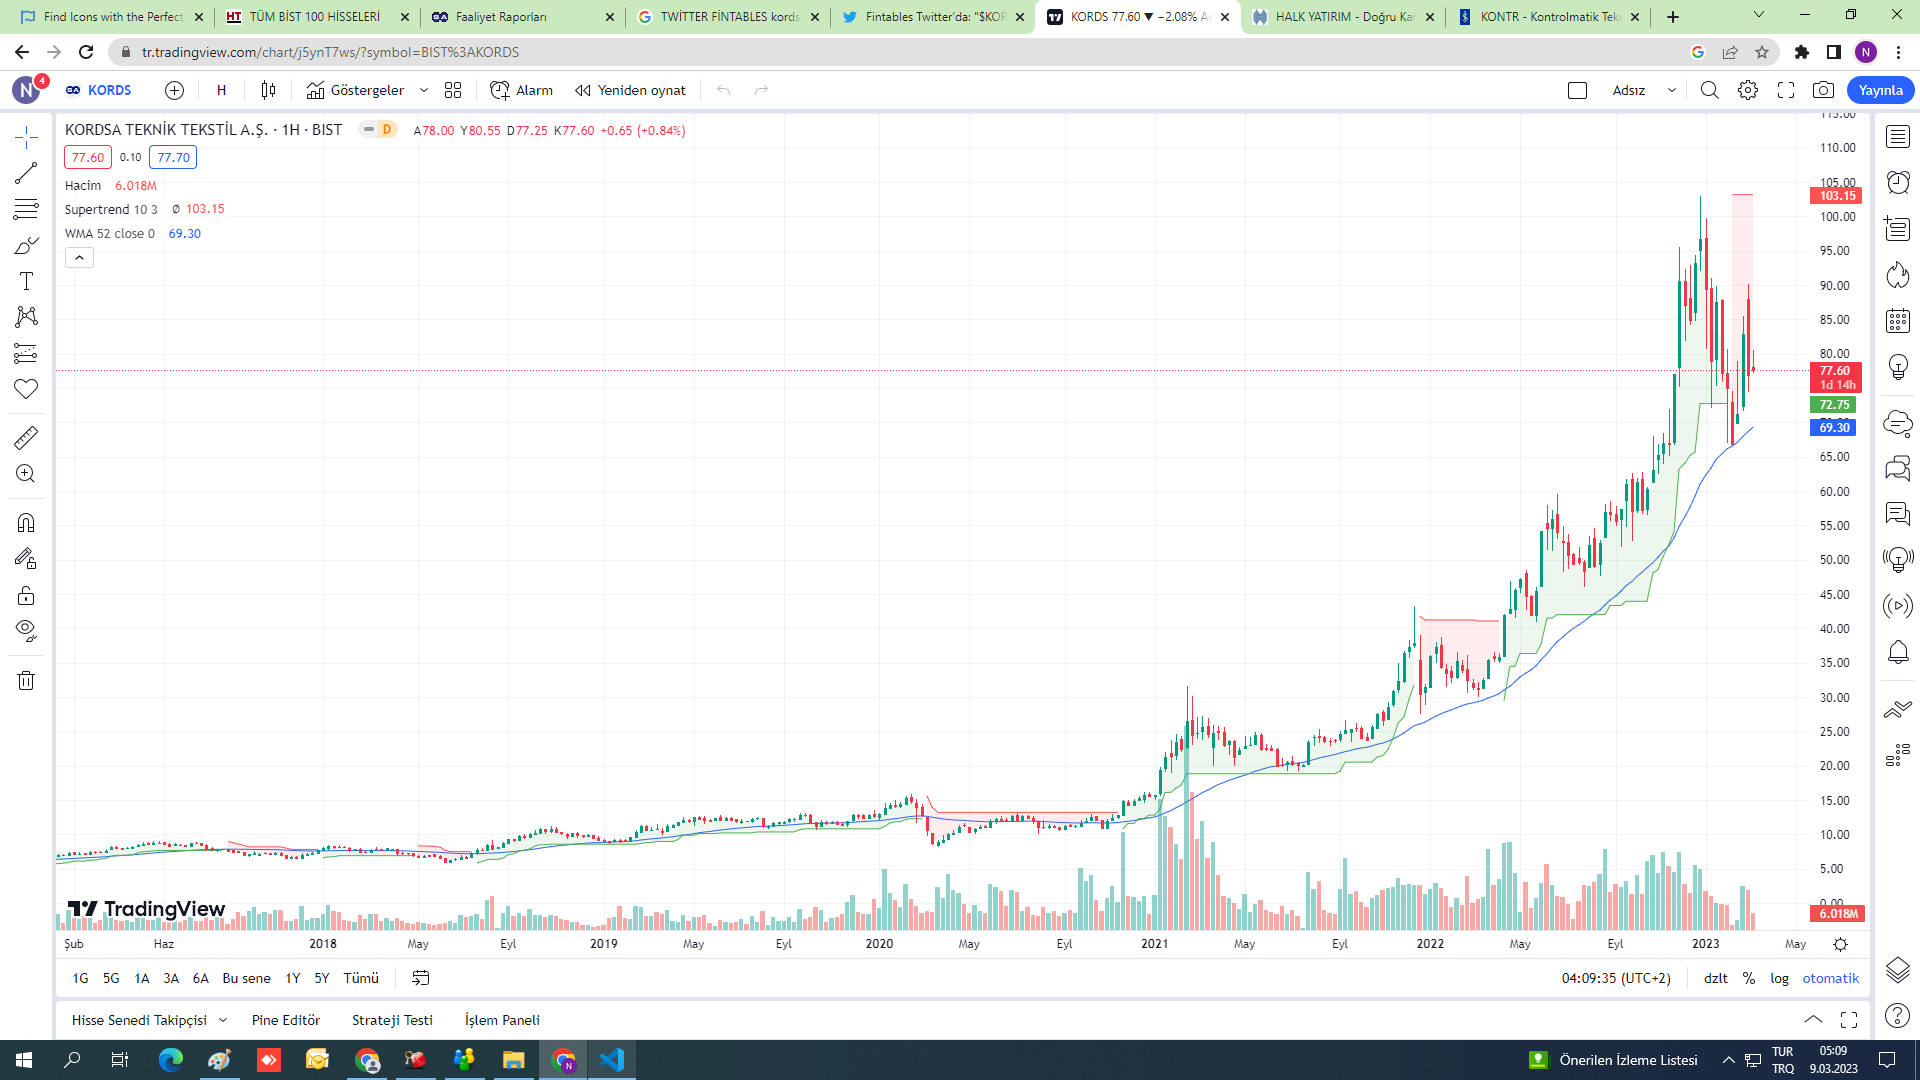 Find Icons with the Perfect
TÜM BİST 100 HİSSELERİ
Faaliyet Raporları
TWİTTER FİNTABLES kords
Fintables Twitter'da: "$KOR
KORDS 77.60 ▼ −2.08% Ad
HALK YATIRIM - Doğru Kar
KONTR - Kontrolmatik Tek
tr.tradingview.com/chart/j5ynT7ws/?symbol=BIST%3AKORDS
N
N 4
KORDS
H
Göstergeler
Alarm
Yeniden oynat
Adsız
Yayınla
KORDSA TEKNİK TEKSTİL A.Ş. · 1H · BIST
D
A78.00 Y80.55 D77.25 K77.60 +0.65 (+0.84%)
77.60 0.10 77.70
Hacim 6.018M
Supertrend 10 3 Ø 103.15
WMA 52 close 0 69.30
115.00
110.00
105.00
103.15
100.00
95.00
90.00
85.00
80.00
77.60
1d 14h
72.75
69.30
65.00
60.00
55.00
50.00
45.00
40.00
35.00
30.00
25.00
20.00
15.00
10.00
5.00
0.00
6.018M
TradingView
Şub Haz 2018 May Eyl 2019 May Eyl 2020 May Eyl 2021 May Eyl 2022 May Eyl 2023 May
1G 5G 1A 3A 6A Bu sene 1Y 5Y Tümü
04:09:35 (UTC+2) dzlt % log otomatik
Hisse Senedi Takipçisi Pine Editör Strateji Testi İşlem Paneli
Önerilen İzleme Listesi
TUR
TRQ
05:09
9.03.2023